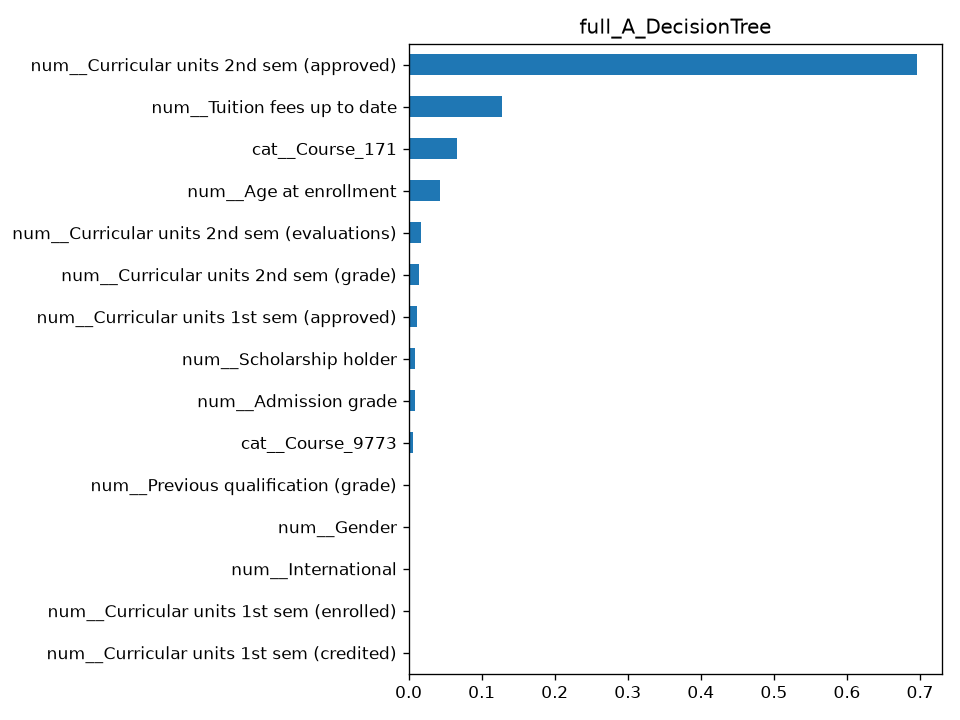 full_A_DecisionTree
num__Curricular units 2nd sem (approved)
num__Tuition fees up to date
cat__Course_171
num__Age at enrollment
num__Curricular units 2nd sem (evaluations)
num__Curricular units 2nd sem (grade)
num__Curricular units 1st sem (approved)
num__Scholarship holder
num__Admission grade
cat__Course_9773
num__Previous qualification (grade)
num__Gender
num__International
num__Curricular units 1st sem (enrolled)
num__Curricular units 1st sem (credited)
0.0 0.1 0.2 0.3 0.4 0.5 0.6 0.7